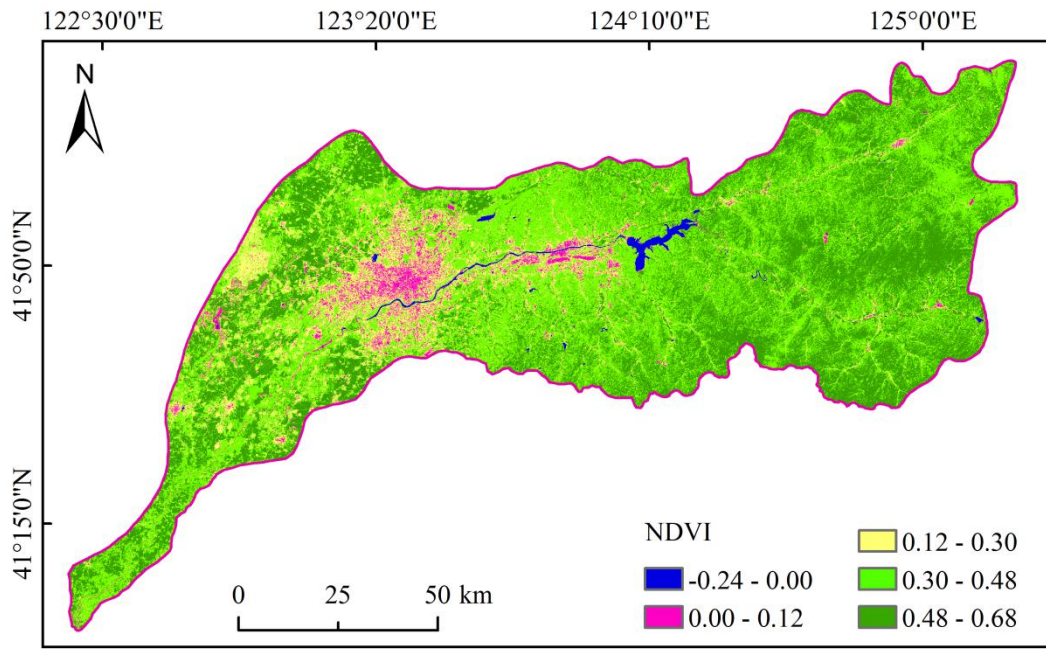 122°30'0"E 123°20'0"E 124°10'0"E 125°0'0"E
N
41°50'0"N
41°15'0"N
NDVI
-0.24 - 0.00
0.00 - 0.12
0.12 - 0.30
0.30 - 0.48
0.48 - 0.68
0 25 50 km